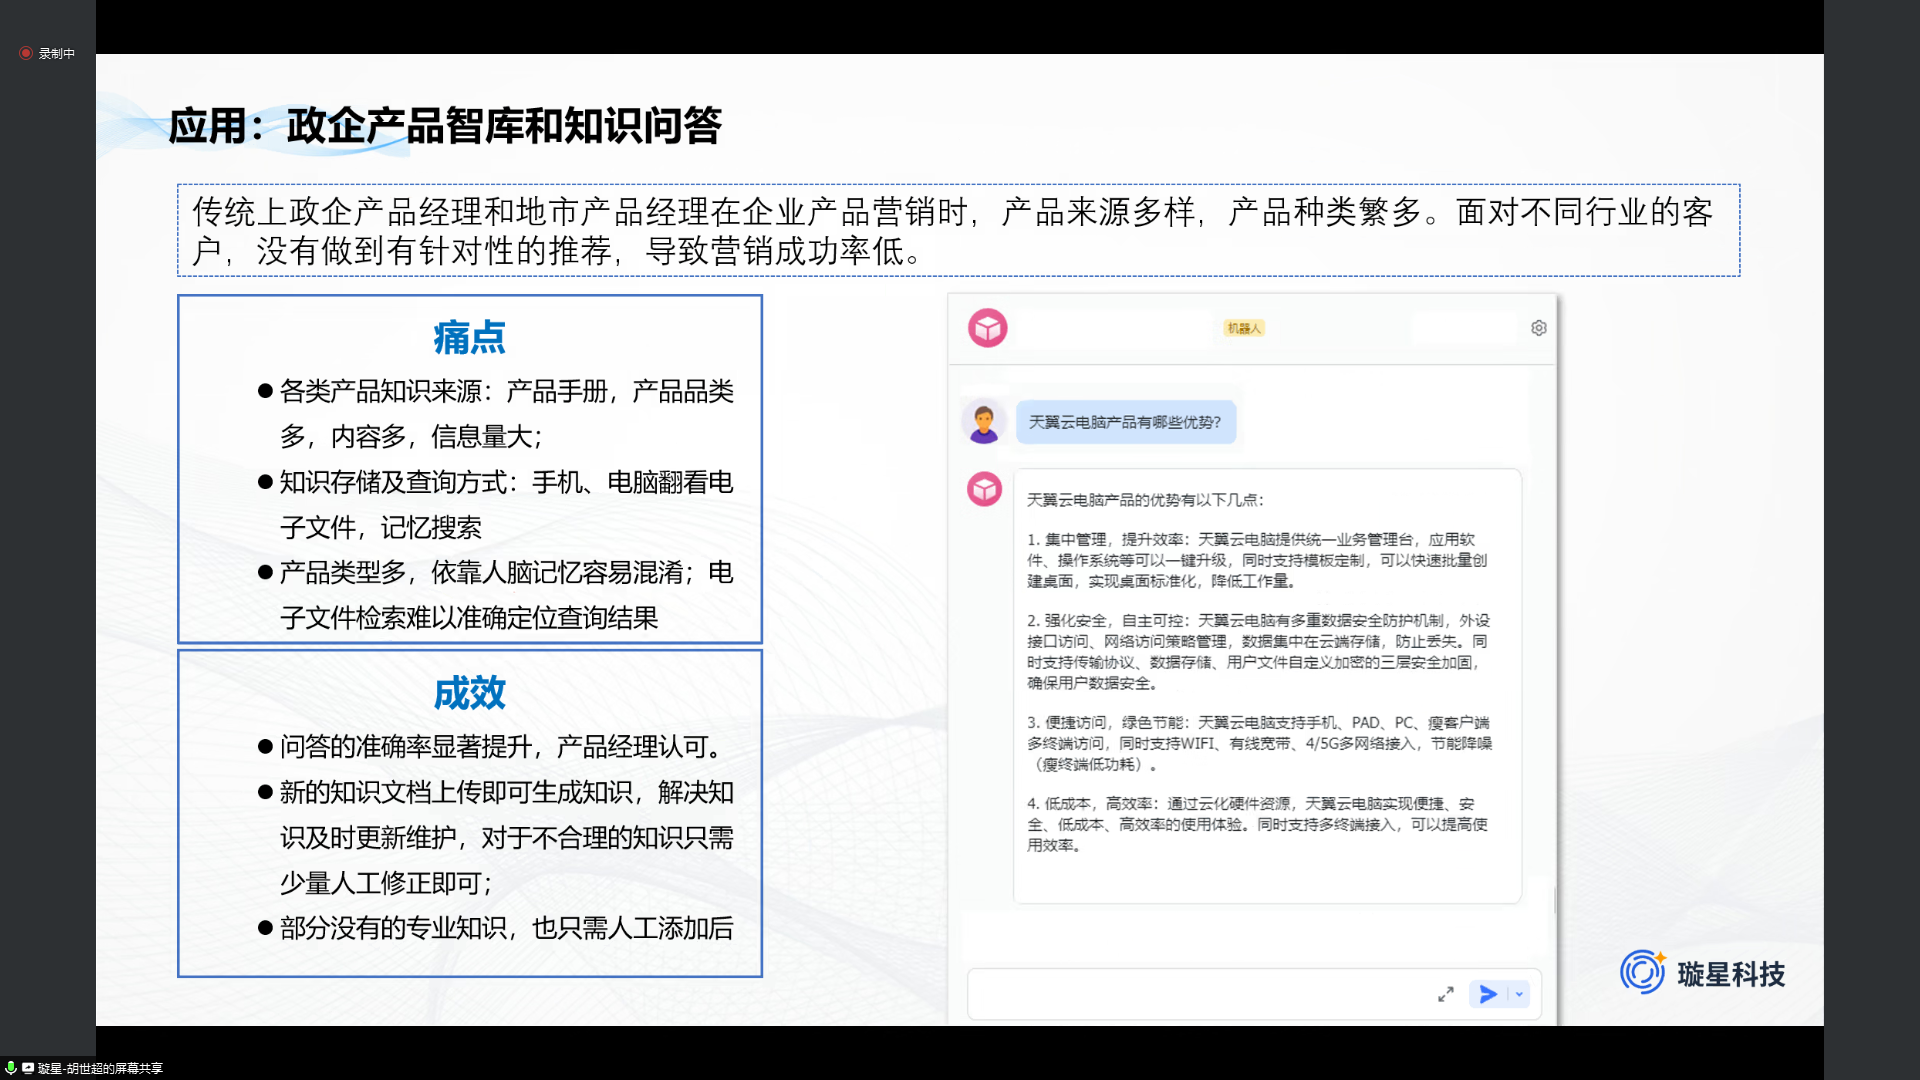 录制中
应用：政企产品智库和知识问答
传统上政企产品经理和地市产品经理在企业产品营销时，产品来源多样，产品种类繁多。面对不同行业的客
户，没有做到有针对性的推荐，导致营销成功率低。
痛点
●各类产品知识来源：产品手册，产品品类
多，内容多，信息量大；
●知识存储及查询方式：手机、电脑翻看电
子文件，记忆搜索
●产品类型多，依靠人脑记忆容易混淆；电
子文件检索难以准确定位查询结果
成效
●问答的准确率显著提升，产品经理认可。
●新的知识文档上传即可生成知识，解决知
识及时更新维护，对于不合理的知识只需
少量人工修正即可；
●部分没有的专业知识，也只需人工添加后
机器人
天翼云电脑产品有哪些优势？
天翼云电脑产品的优势有以下几点：
1. 集中管理，提升效率：天翼云电脑提供统一业务管理台，应用软
件、操作系统等可以一键升级，同时支持模板定制，可以快速批量创
建桌面，实现桌面标准化，降低工作量。
2. 强化安全，自主可控：天翼云电脑有多重数据安全防护机制，外设
接口访问、网络访问策略管理，数据集中在云端存储，防止丢失。同
时支持传输协议、数据存储、用户文件自定义加密的三层安全加固，
确保用户数据安全。
3. 便捷访问，绿色节能：天翼云电脑支持手机、PAD、PC、瘦客户端
多终端访问，同时支持WIFI、有线宽带、4/5G多网络接入，节能降噪
（瘦终端低功耗）。
4. 低成本，高效率：通过云化硬件资源，天翼云电脑实现便捷、安
全、低成本、高效率的使用体验。同时支持多终端接入，可以提高使
用效率。
璇星科技
璇星-胡世超的屏幕共享